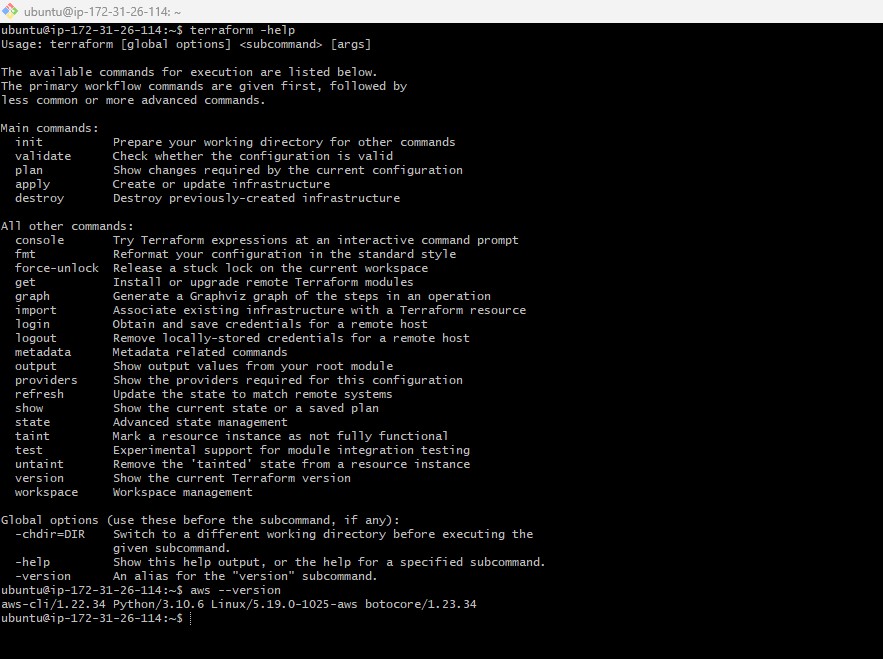 ubuntu@ip-172-31-26-114: ~
ubuntu@ip-172-31-26-114:~$ terraform -help
Usage: terraform [global options] <subcommand> [args]

The available commands for execution are listed below.
The primary workflow commands are given first, followed by
less common or more advanced commands.

Main commands:
  init          Prepare your working directory for other commands
  validate      Check whether the configuration is valid
  plan          Show changes required by the current configuration
  apply         Create or update infrastructure
  destroy       Destroy previously-created infrastructure

All other commands:
  console       Try Terraform expressions at an interactive command prompt
  fmt           Reformat your configuration in the standard style
  force-unlock  Release a stuck lock on the current workspace
  get           Install or upgrade remote Terraform modules
  graph         Generate a Graphviz graph of the steps in an operation
  import        Associate existing infrastructure with a Terraform resource
  login         Obtain and save credentials for a remote host
  logout        Remove locally-stored credentials for a remote host
  metadata      Metadata related commands
  output        Show output values from your root module
  providers     Show the providers required for this configuration
  refresh       Update the state to match remote systems
  show          Show the current state or a saved plan
  state         Advanced state management
  taint         Mark a resource instance as not fully functional
  test          Experimental support for module integration testing
  untaint       Remove the 'tainted' state from a resource instance
  version       Show the current Terraform version
  workspace     Workspace management

Global options (use these before the subcommand, if any):
  -chdir=DIR    Switch to a different working directory before executing the
                given subcommand.
  -help         Show this help output, or the help for a specified subcommand.
  -version      An alias for the "version" subcommand.
ubuntu@ip-172-31-26-114:~$ aws --version
aws-cli/1.22.34 Python/3.10.6 Linux/5.19.0-1025-aws botocore/1.23.34
ubuntu@ip-172-31-26-114:~$